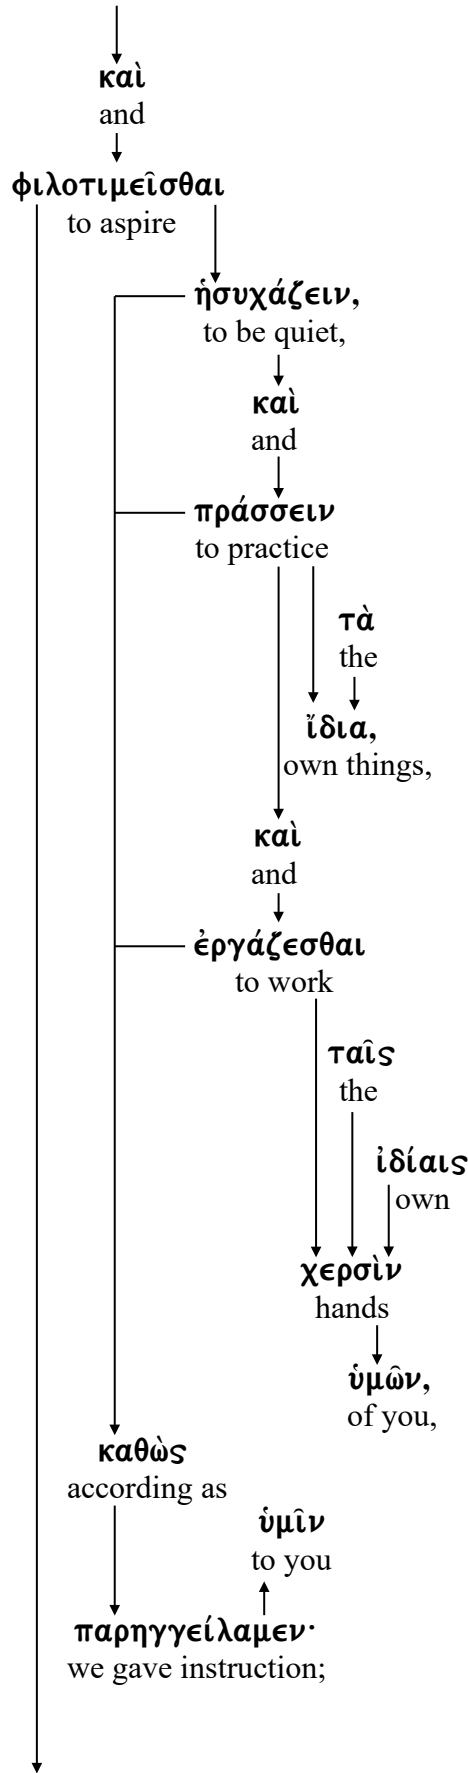 καὶ
and
φιλοτιμεῖσθαι
to aspire
ἡσυχάζειν,
to be quiet,
καὶ
and
πράσσειν
to practice
τὰ
the
ἴδια,
own things,
καὶ
and
ἐργάζεσθαι
to work
ταῖς
the
ἰδίαις
own
χερσὶν
hands
ὑμῶν,
of you,
καθὼς
according as
ὑμῖν
to you
παρηγγείλαμεν·
we gave instruction;